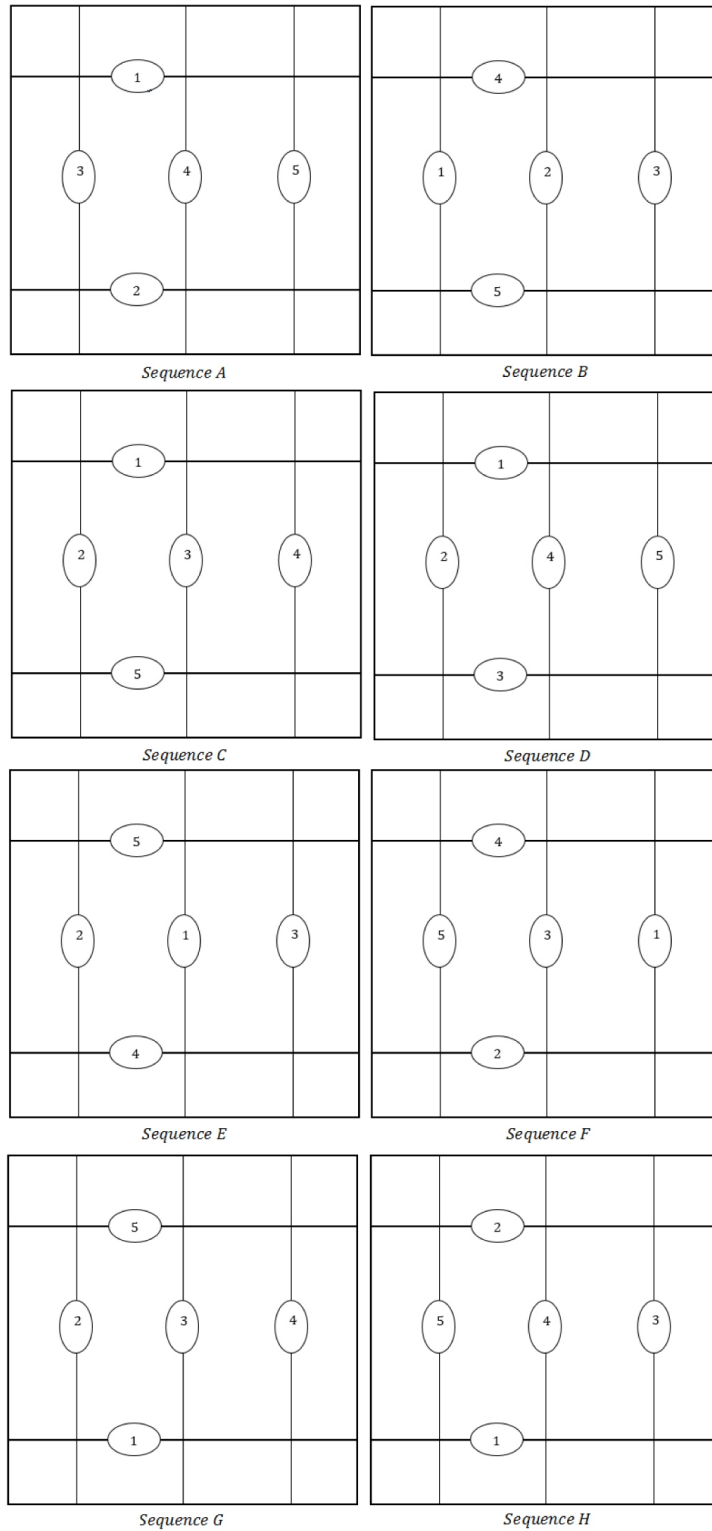 1 4
3 4 5 1 2 3
2 5
Sequence A Sequence B
1 1
2 3 4 2 4 5
5 3
Sequence C Sequence D
5 4
2 1 3 5 3 1
4 2
Sequence E Sequence F
5 2
2 3 4 5 4 3
1 1
Sequence G Sequence H